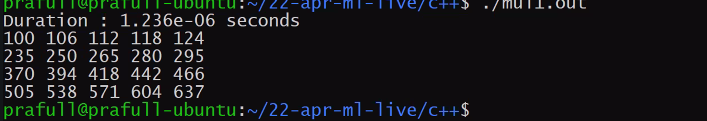 prafull@prafull-ubuntu:~/22-apr-ml-live/c++$ ./mul1.out
Duration : 1.236e-06 seconds
100 106 112 118 124
235 250 265 280 295
370 394 418 442 466
505 538 571 604 637
prafull@prafull-ubuntu:~/22-apr-ml-live/c++$